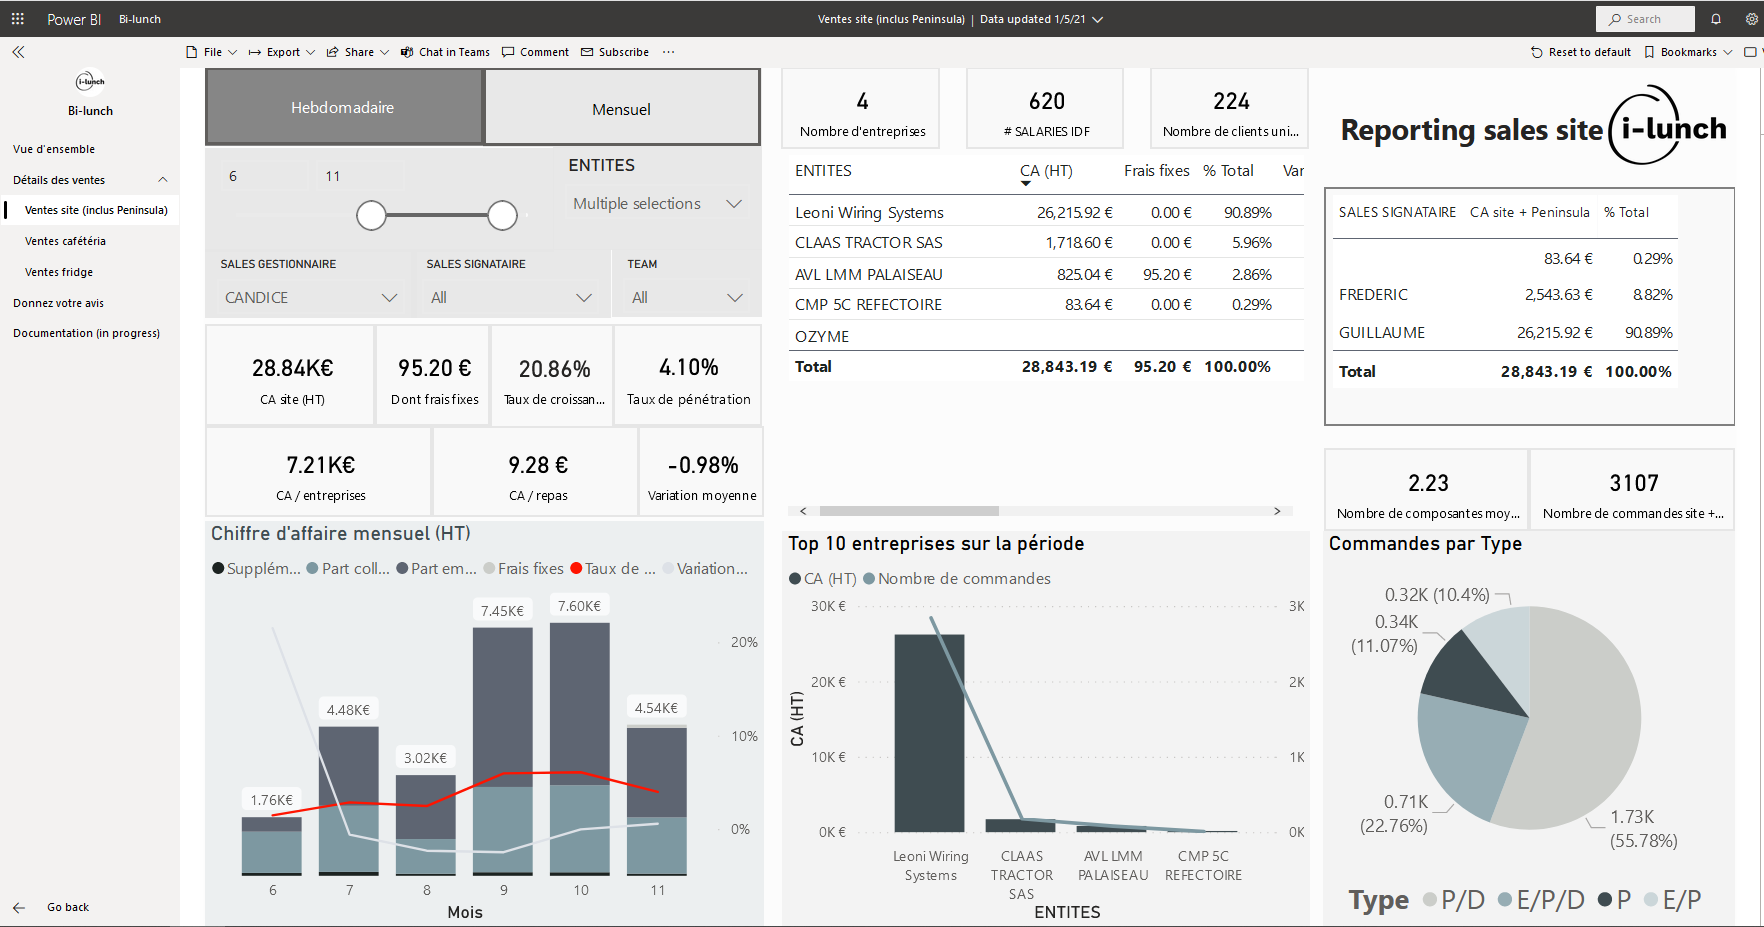 Power BI
Bi-lunch
Ventes site (inclus Peninsula) | Data updated 1/5/21
Search
File
Export
Share
Chat in Teams
Comment
Subscribe
Reset to default
Bookmarks
i-lunch
Bi-lunch
Vue d'ensemble
Détails des ventes
Ventes site (inclus Peninsula)
Ventes cafétéria
Ventes fridge
Donnez votre avis
Documentation (in progress)
Go back
Hebdomadaire
Mensuel
6
11
ENTITES
Multiple selections
SALES GESTIONNAIRE
CANDICE
SALES SIGNATAIRE
All
TEAM
All
28.84K€
CA site (HT)
95.20 €
Dont frais fixes
20.86%
Taux de croissan...
4.10%
Taux de pénétration
7.21K€
CA / entreprises
9.28 €
CA / repas
-0.98%
Variation moyenne
4
Nombre d'entreprises
620
# SALARIES IDF
224
Nombre de clients uni...
Reporting sales site
i-lunch
ENTITES CA (HT) Frais fixes % Total Var
Leoni Wiring Systems 26,215.92 € 0.00 € 90.89%
CLAAS TRACTOR SAS 1,718.60 € 0.00 € 5.96%
AVL LMM PALAISEAU 825.04 € 95.20 € 2.86%
CMP 5C REFECTOIRE 83.64 € 0.00 € 0.29%
OZYME
Total 28,843.19 € 95.20 € 100.00%
SALES SIGNATAIRE CA site + Peninsula % Total
83.64 € 0.29%
FREDERIC 2,543.63 € 8.82%
GUILLAUME 26,215.92 € 90.89%
Total 28,843.19 € 100.00%
2.23
Nombre de composantes moy...
3107
Nombre de commandes site +...
Chiffre d'affaire mensuel (HT)
Supplém... Part coll... Part em... Frais fixes Taux de ... Variation...
1.76K€
4.48K€
3.02K€
7.45K€
7.60K€
4.54K€
20%
10%
0%
6 7 8 9 10 11
Mois
Top 10 entreprises sur la période
CA (HT) Nombre de commandes
30K €
20K €
10K €
0K €
CA (HT)
3K
2K
1K
0K
Leoni Wiring
Systems
CLAAS
TRACTOR
SAS
AVL LMM
PALAISEAU
CMP 5C
REFECTOIRE
ENTITES
Commandes par Type
0.32K (10.4%)
0.34K
(11.07%)
0.71K
(22.76%)
1.73K
(55.78%)
Type P/D E/P/D P E/P